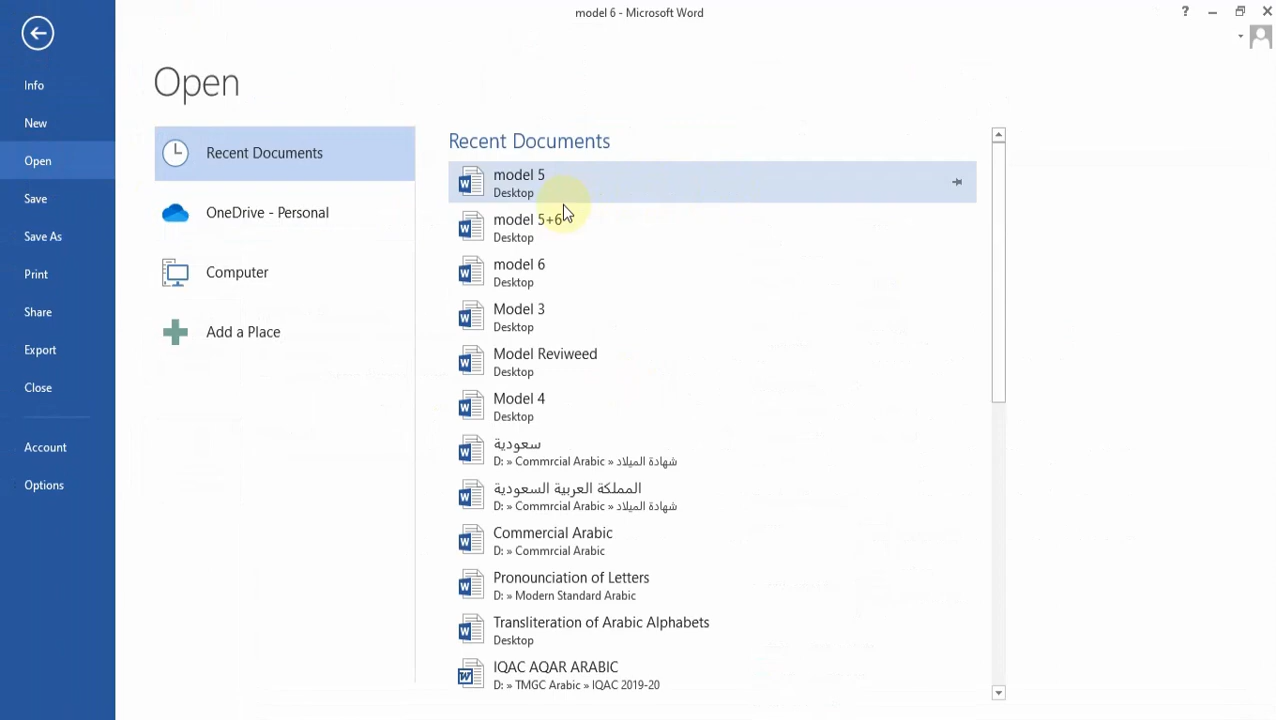 model 6 - Microsoft Word
?
Info
New
Open
Save
Save As
Print
Share
Export
Close
Account
Options
Open
Recent Documents
OneDrive - Personal
Computer
Add a Place
Recent Documents
model 5
Desktop
model 5+6
Desktop
model 6
Desktop
Model 3
Desktop
Model Reviweed
Desktop
Model 4
Desktop
سعودية
D: » Commrcial Arabic » شهادة الميلاد
المملكة العربية السعودية
D: » Commrcial Arabic » شهادة الميلاد
Commercial Arabic
D: » Commrcial Arabic
Pronounciation of Letters
D: » Modern Standard Arabic
Transliteration of Arabic Alphabets
Desktop
IQAC AQAR ARABIC
D: » TMGC Arabic » IQAC 2019-20